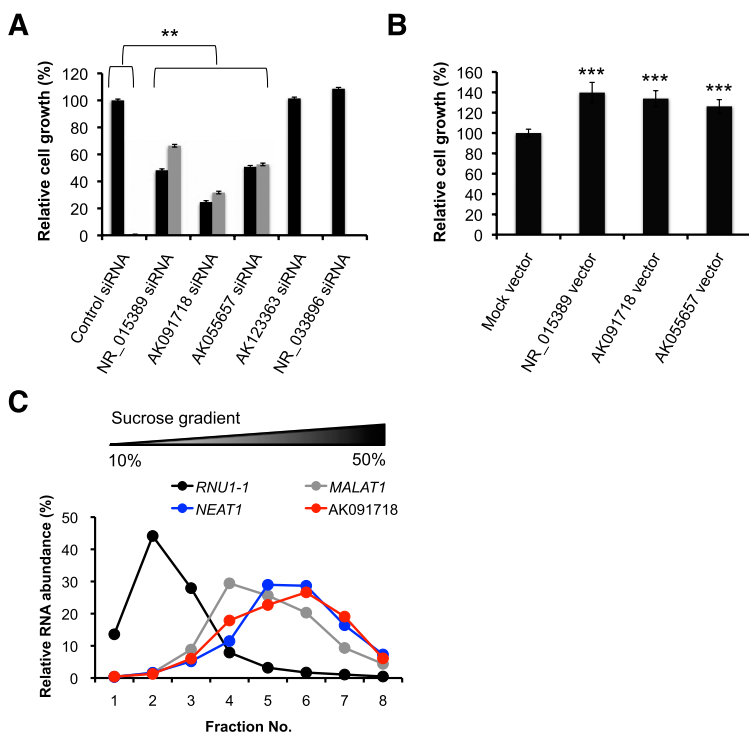 A
**
Relative cell growth (%)
120
100
80
60
40
20
0
Control siRNA
NR_015389 siRNA
AK091718 siRNA
AK055657 siRNA
AK123363 siRNA
NR_033896 siRNA
B
Relative cell growth (%)
160
140
120
100
80
60
40
20
0
***
***
***
Mock vector
NR_015389 vector
AK091718 vector
AK055657 vector
C
Sucrose gradient
10%
50%
RNU1-1
MALAT1
NEAT1
AK091718
Relative RNA abundance (%)
50
40
30
20
10
0
1 2 3 4 5 6 7 8
Fraction No.